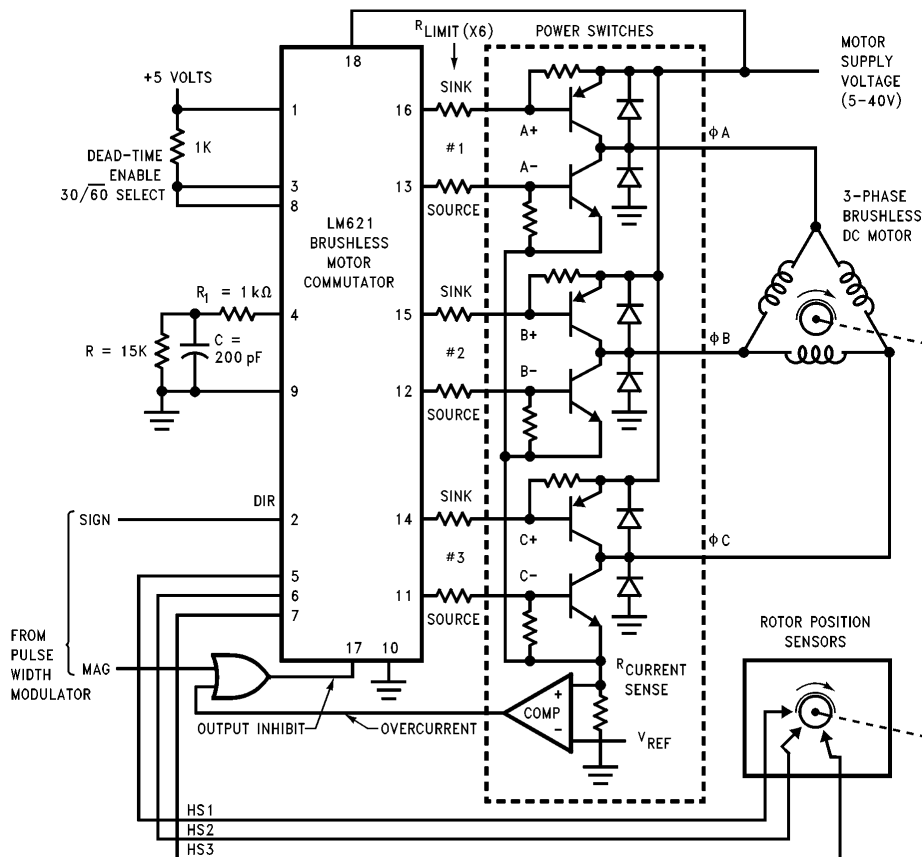 R LIMIT (X6)
POWER SWITCHES
18
+5 VOLTS
MOTOR
SUPPLY
VOLTAGE
(5-40V)
SINK
1
16
A+
ϕA
1K
#1
DEAD-TIME
ENABLE
30/60 SELECT
3
8
13
A-
SOURCE
3-PHASE
BRUSHLESS
DC MOTOR
LM621
BRUSHLESS
MOTOR
COMMUTATOR
SINK
R1 = 1kΩ
4
15
B+
ϕB
R = 15K
C =
200 pF
#2
9
12
B-
SOURCE
SINK
DIR
SIGN
2
14
C+
ϕC
#3
5
6
7
11
C-
SOURCE
FROM
PULSE
WIDTH
MODULATOR
MAG
17
10
ROTOR POSITION
SENSORS
RCURRENT
SENSE
+
COMP
-
OUTPUT INHIBIT
OVERCURRENT
VREF
HS1
HS2
HS3